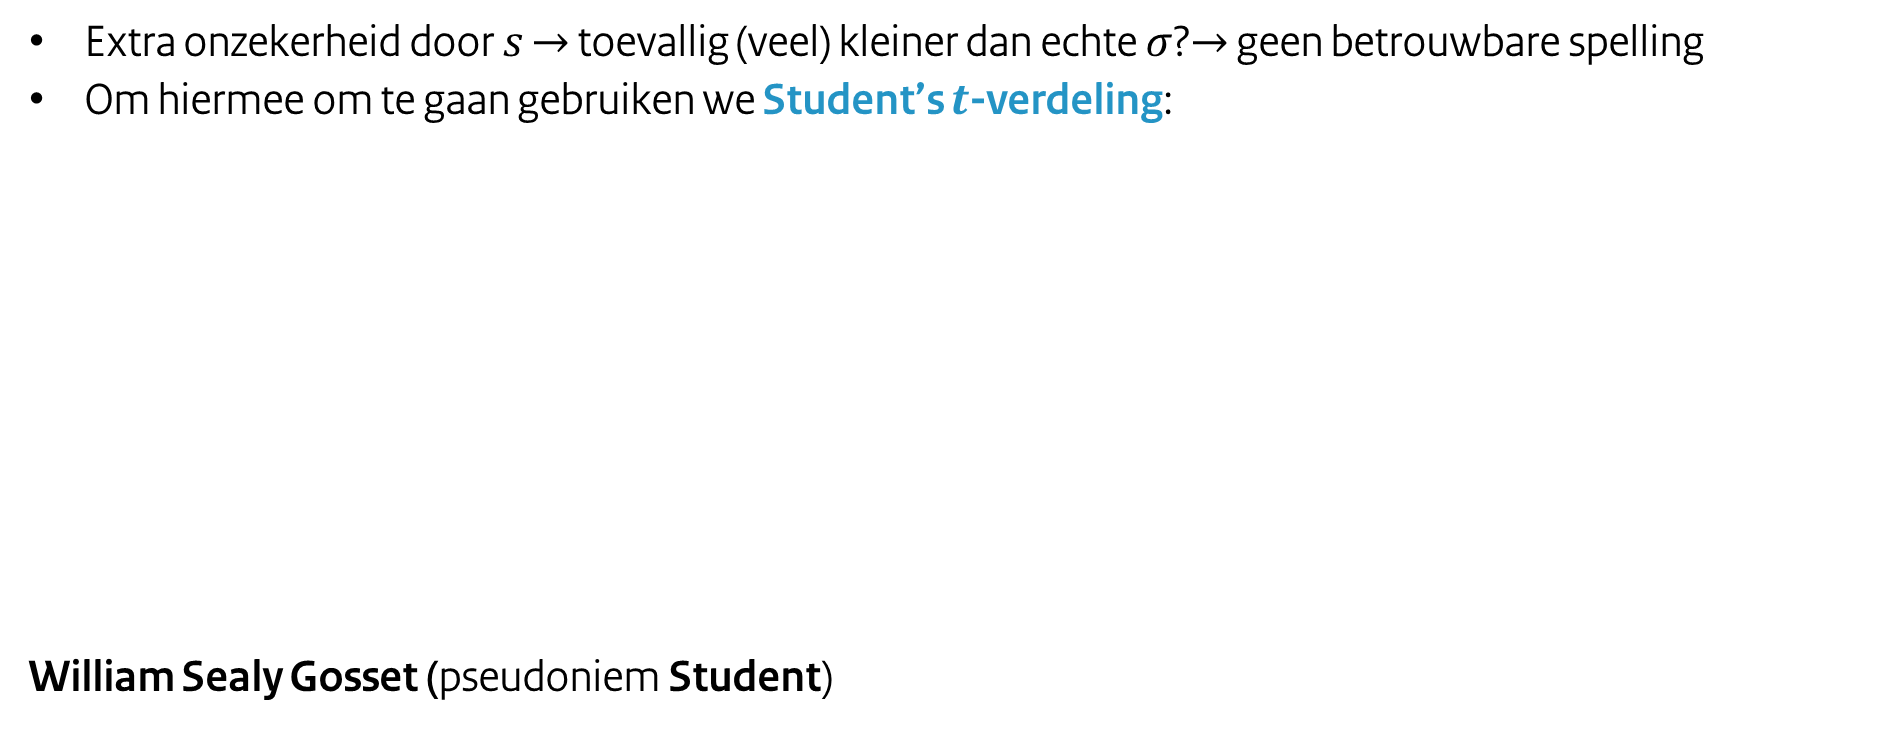 • Extra onzekerheid door s → toevallig (veel) kleiner dan echte σ?→ geen betrouwbare spelling
• Om hiermee om te gaan gebruiken we Student’s t-verdeling:
William Sealy Gosset (pseudoniem Student)